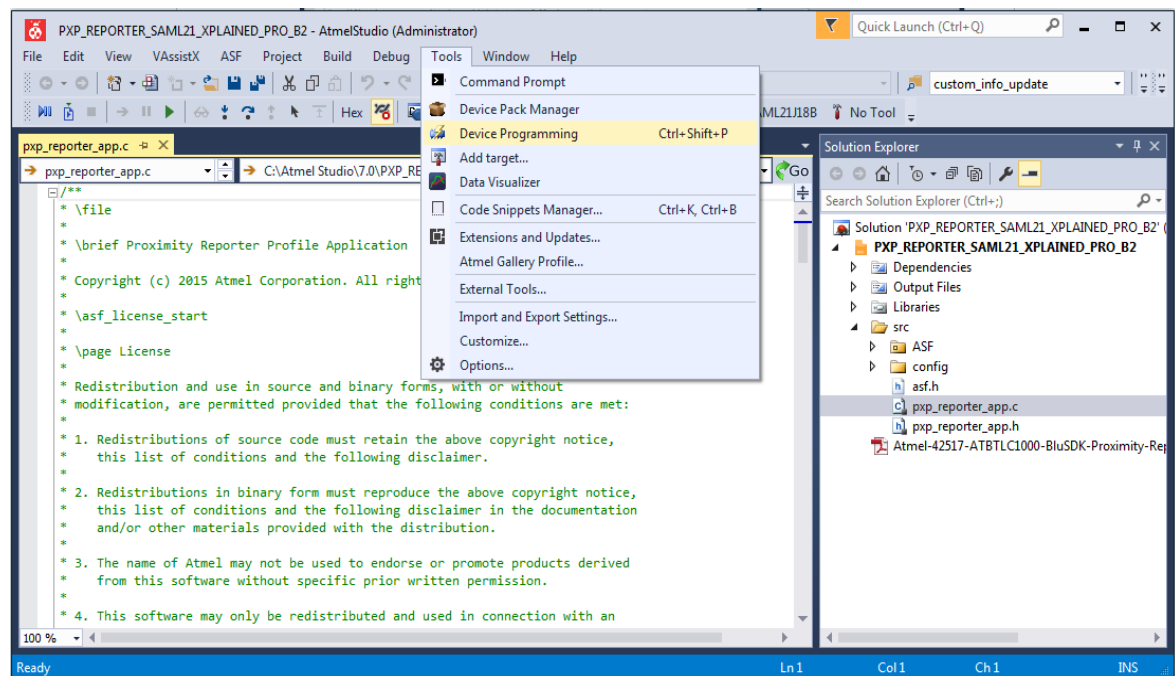 PXP_REPORTER_SAML21_XPLAINED_PRO_B2 - AtmelStudio (Administrator)
Quick Launch (Ctrl+Q)
File Edit View VAssistX ASF Project Build Debug Tools Window Help
custom_info_update
Hex
AML21J18B No Tool
Command Prompt
Device Pack Manager
Device Programming Ctrl+Shift+P
Add target...
Data Visualizer
Code Snippets Manager... Ctrl+K, Ctrl+B
Extensions and Updates...
Atmel Gallery Profile...
External Tools...
Import and Export Settings...
Customize...
Options...
pxp_reporter_app.c
pxp_reporter_app.c C:\Atmel Studio\7.0\PXP_RE Go
/**
* \file
*
* \brief Proximity Reporter Profile Application
*
* Copyright (c) 2015 Atmel Corporation. All right
*
* \asf_license_start
*
* \page License
*
* Redistribution and use in source and binary forms, with or without
* modification, are permitted provided that the following conditions are met:
*
* 1. Redistributions of source code must retain the above copyright notice,
* this list of conditions and the following disclaimer.
*
* 2. Redistributions in binary form must reproduce the above copyright notice,
* this list of conditions and the following disclaimer in the documentation
* and/or other materials provided with the distribution.
*
* 3. The name of Atmel may not be used to endorse or promote products derived
* from this software without specific prior written permission.
*
* 4. This software may only be redistributed and used in connection with an
100 %
Solution Explorer
Search Solution Explorer (Ctrl+;)
Solution 'PXP_REPORTER_SAML21_XPLAINED_PRO_B2' (
PXP_REPORTER_SAML21_XPLAINED_PRO_B2
Dependencies
Output Files
Libraries
src
ASF
config
asf.h
pxp_reporter_app.c
pxp_reporter_app.h
Atmel-42517-ATBTLC1000-BluSDK-Proximity-Rep
Ready Ln 1 Col 1 Ch 1 INS